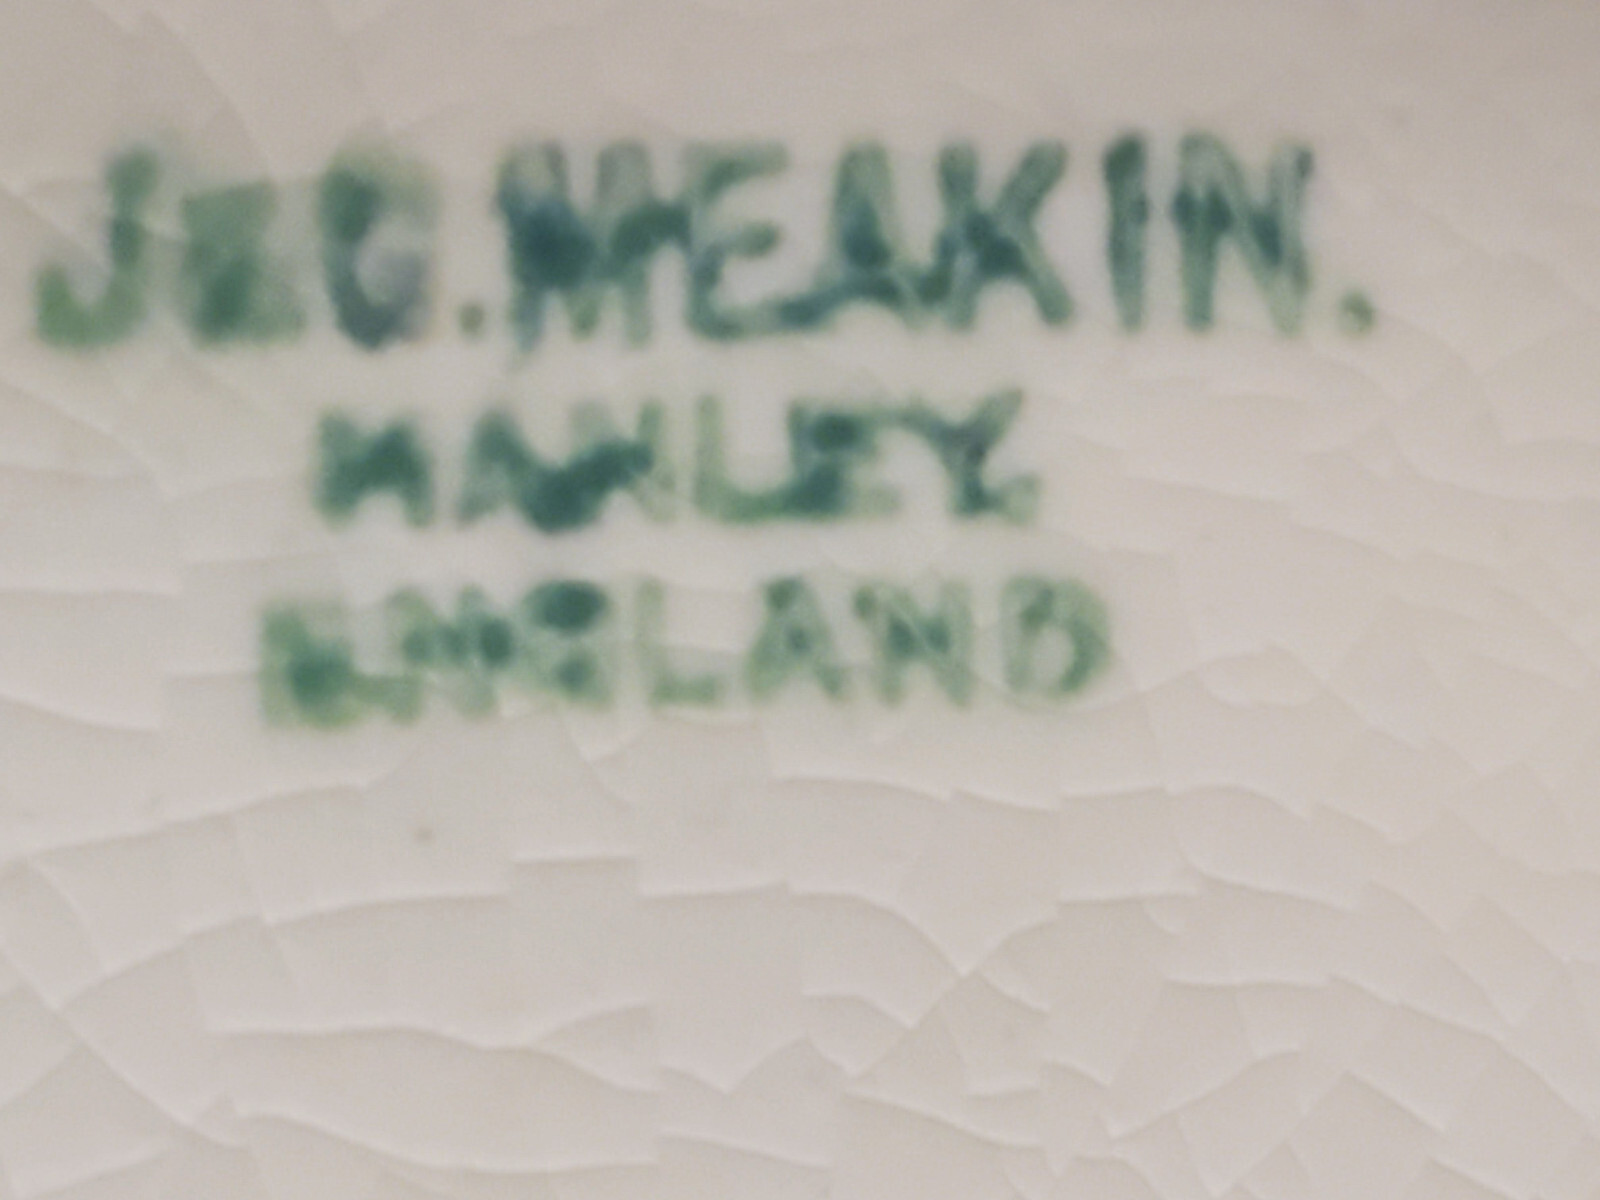 J & G. MEAKIN.
HANLEY.
ENGLAND